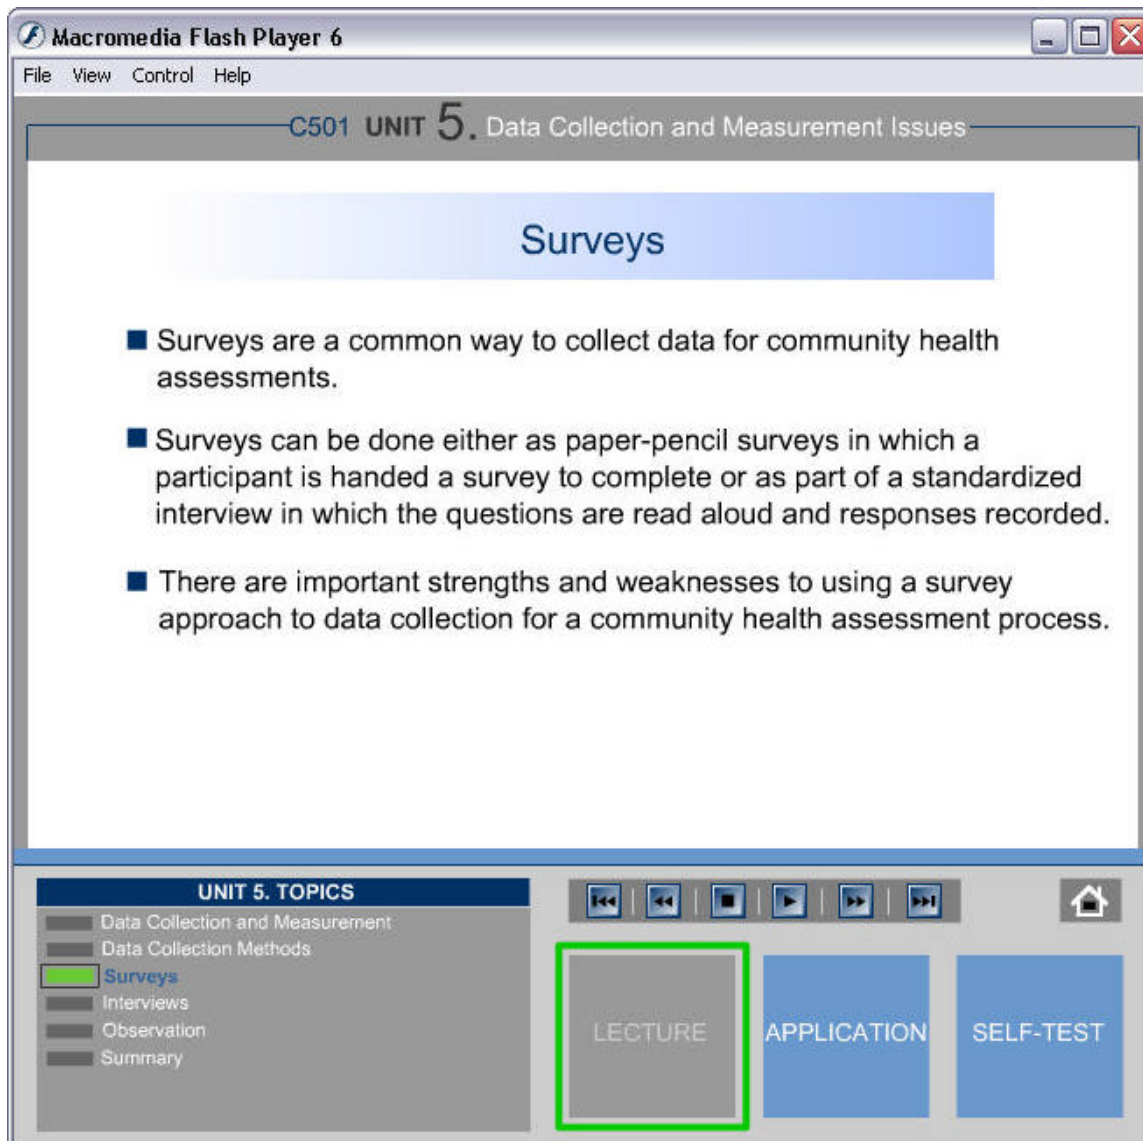 Macromedia Flash Player 6
File View Control Help
C501 UNIT 5. Data Collection and Measurement Issues
Surveys
Surveys are a common way to collect data for community health
assessments.
Surveys can be done either as paper-pencil surveys in which a
participant is handed a survey to complete or as part of a standardized
interview in which the questions are read aloud and responses recorded.
There are important strengths and weaknesses to using a survey
approach to data collection for a community health assessment process.
UNIT 5. TOPICS
Data Collection and Measurement
Data Collection Methods
Surveys
Interviews
Observation
Summary
LECTURE
APPLICATION
SELF-TEST